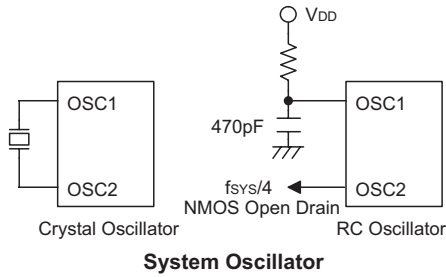 VDD
OSC1
OSC2
Crystal Oscillator
470pF
OSC1
fSYS/4
NMOS Open Drain
OSC2
RC Oscillator
System Oscillator